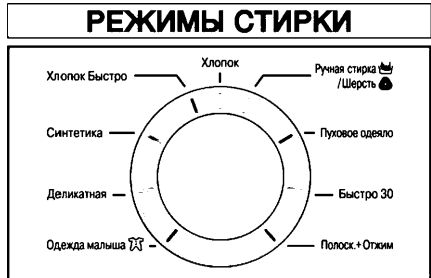 РЕЖИМЫ СТИРКИ
Хлопок
Хлопок Быстро
Ручная стирка
/Шерсть
Синтетика
Пуховое одеяло
Деликатная
Быстро 30
Одежда малыша
Полоск.+Отжим